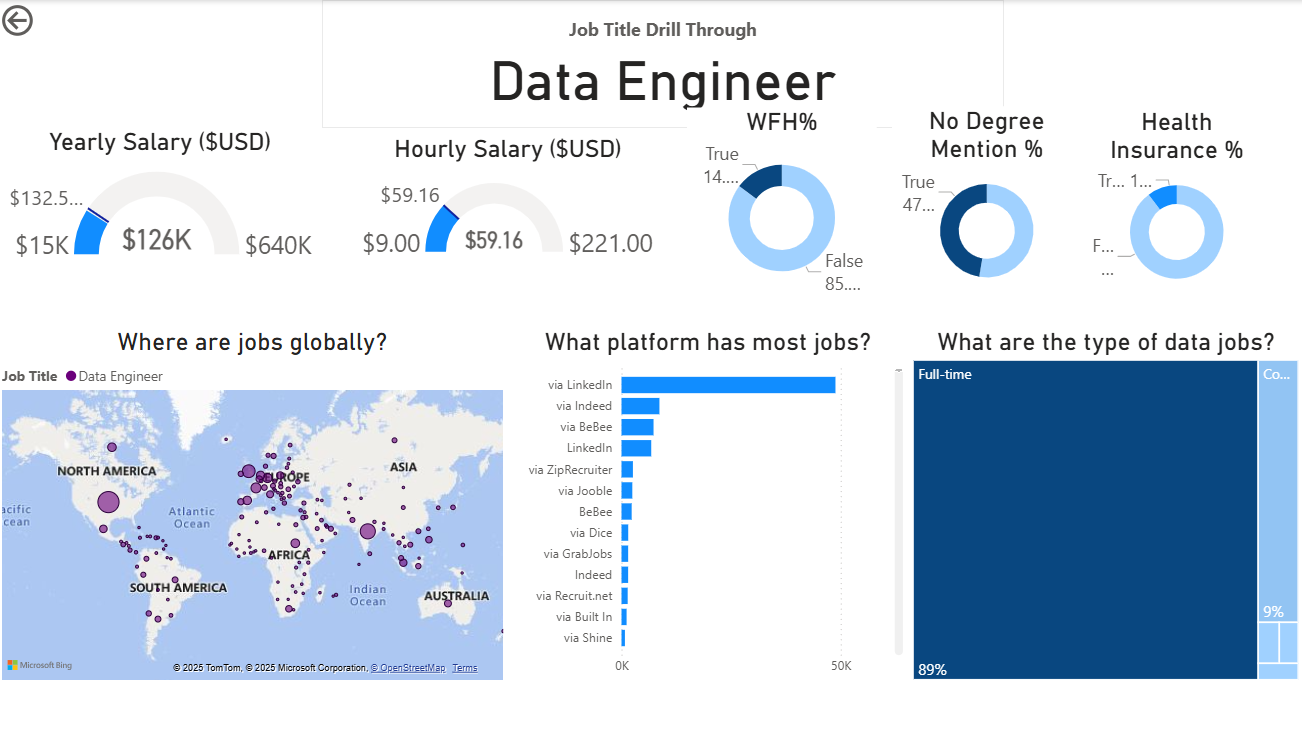 Job Title Drill Through
Data Engineer
Yearly Salary ($USD)
$132.5...
$15K
$126K
$640K
Hourly Salary ($USD)
$59.16
$9.00
$59.16
$221.00
WFH%
True
14....
False
85....
No Degree
Mention %
True
47...
Health
Insurance %
Tr... 1...
F...
...
Where are jobs globally?
Job Title
Data Engineer
NORTH AMERICA
EUROPE
ASIA
acific
cean
Atlantic
Ocean
AFRICA
SOUTH AMERICA
Indian
Ocean
AUSTRALIA
Microsoft Bing
© 2025 TomTom, © 2025 Microsoft Corporation, © OpenStreetMap Terms
What platform has most jobs?
via LinkedIn
via Indeed
via BeBee
LinkedIn
via ZipRecruiter
via Jooble
BeBee
via Dice
via GrabJobs
Indeed
via Recruit.net
via Built In
via Shine
0K
50K
What are the type of data jobs?
Full-time
89%
Co...
9%